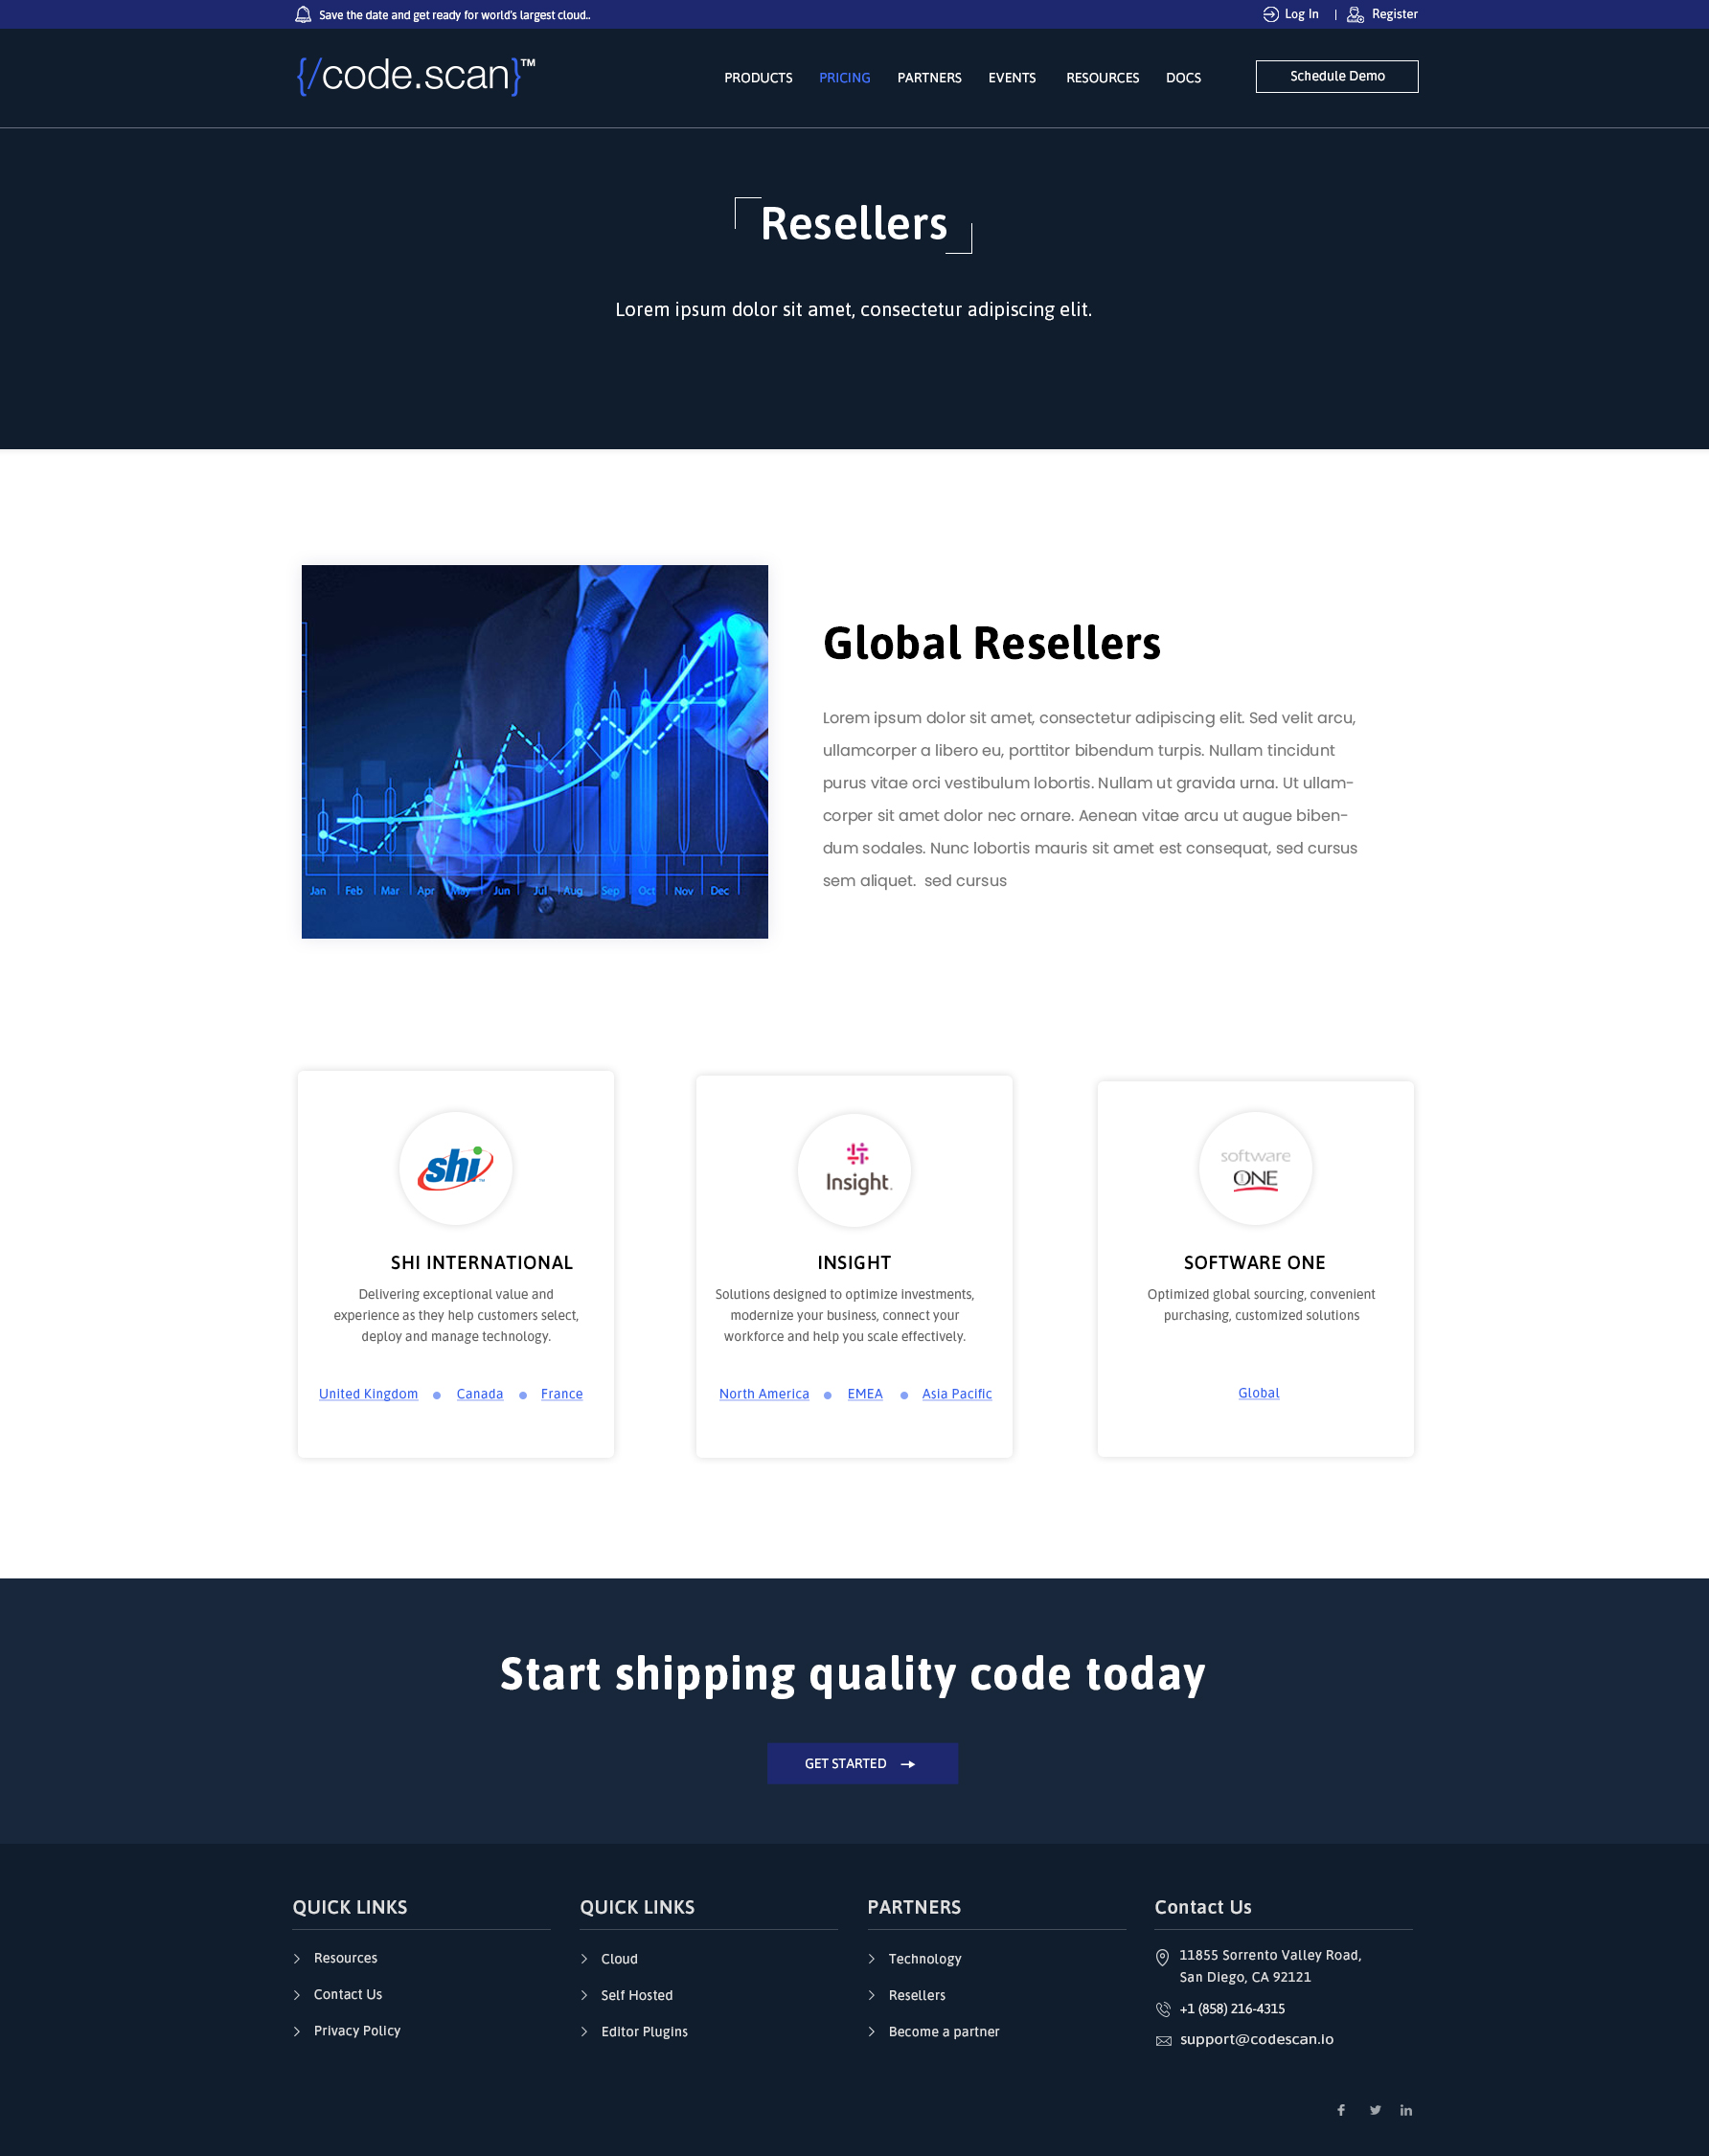 Save the date and get ready for world's largest cloud..
Log In | Register
{/code.scan}™
PRODUCTS PRICING PARTNERS EVENTS RESOURCES DOCS
Schedule Demo
Resellers
Lorem ipsum dolor sit amet, consectetur adipiscing elit.
Global Resellers
Lorem ipsum dolor sit amet, consectetur adipiscing elit. Sed velit arcu,
ullamcorper a libero eu, porttitor bibendum turpis. Nullam tincidunt
purus vitae orci vestibulum lobortis. Nullam ut gravida urna. Ut ullam-
corper sit amet dolor nec ornare. Aenean vitae arcu ut augue biben-
dum sodales. Nunc lobortis mauris sit amet est consequat, sed cursus
sem aliquet. sed cursus
Jan Feb Mar Apr May Jun Jul Aug Sep Oct Nov Dec
shi™
SHI INTERNATIONAL
Delivering exceptional value and
experience as they help customers select,
deploy and manage technology.
United Kingdom Canada France
Insight.
INSIGHT
Solutions designed to optimize investments,
modernize your business, connect your
workforce and help you scale effectively.
North America EMEA Asia Pacific
software
ONE
SOFTWARE ONE
Optimized global sourcing, convenient
purchasing, customized solutions
Global
Start shipping quality code today
GET STARTED
QUICK LINKS
Resources
Contact Us
Privacy Policy
QUICK LINKS
Cloud
Self Hosted
Editor Plugins
PARTNERS
Technology
Resellers
Become a partner
Contact Us
11855 Sorrento Valley Road,
San Diego, CA 92121
+1 (858) 216-4315
support@codescan.io